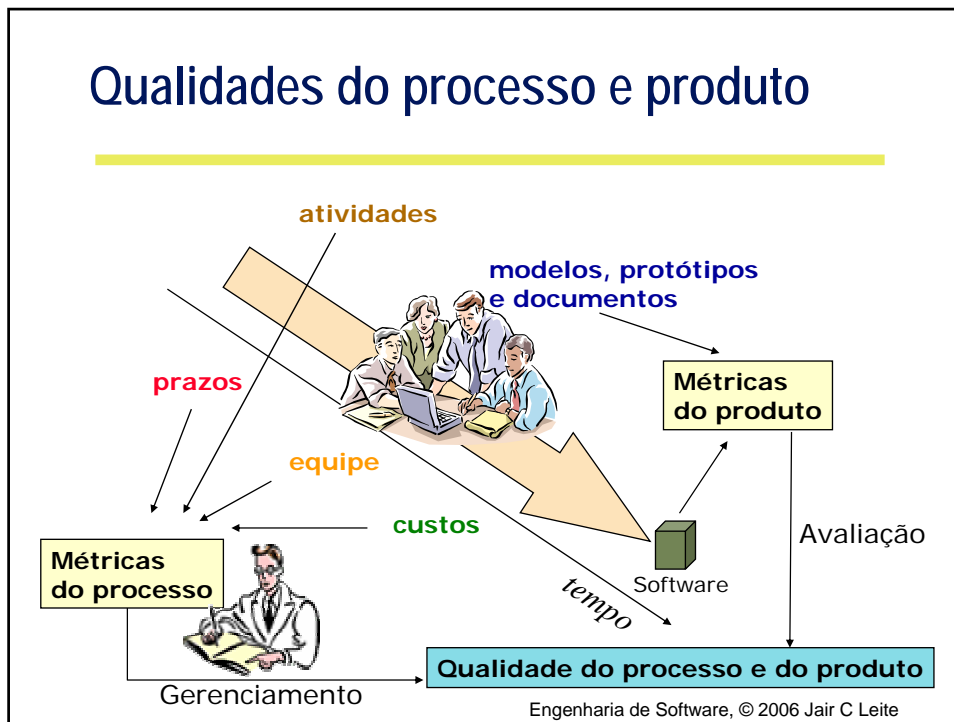 Qualidades do processo e produto
atividades
modelos, protótipos
e documentos
prazos
Métricas
do produto
equipe
custos
Avaliação
Métricas
do processo
Software
tempo
Qualidade do processo e do produto
Gerenciamento
Engenharia de Software, © 2006 Jair C Leite